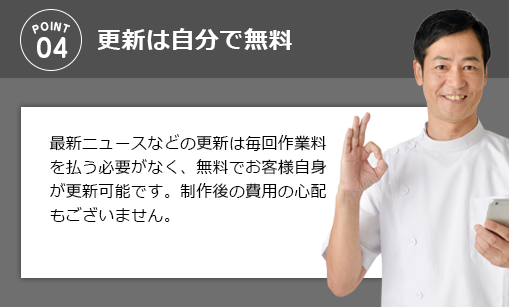 POINT
04
更新は自分で無料
最新ニュースなどの更新は毎回作業料
を払う必要がなく、無料でお客様自身
が更新可能です。制作後の費用の心配
もございません。